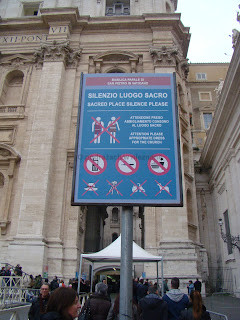 BASILICA PAPALE DI
SAN PIETRO IN VATICANO
SILENZIO LUOGO SACRO
SACRED PLACE SILENCE PLEASE
ATTENZIONE PREGO
ABBIGLIAMENTO CONSONO
AL LUOGO SACRO
ATTENTION PLEASE
APPROPRIATE DRESS
FOR THE CHURCH